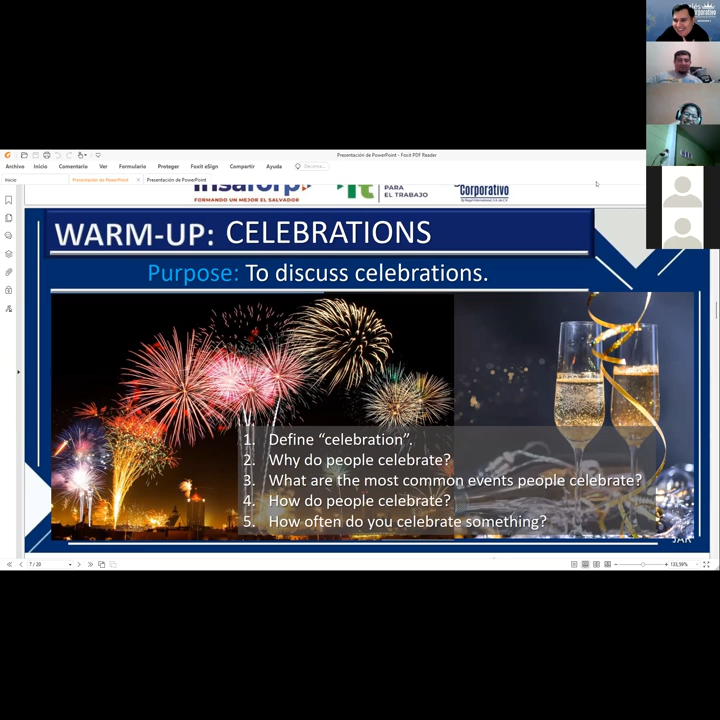 Presentación de PowerPoint - Foxit PDF Reader
Archivo Inicio Comentario Ver Formulario Proteger Foxit eSign Compartir Ayuda
Inicio Presentación de PowerPoint × Presentación de PowerPoint
FORMANDO UN MEJOR EL SALVADOR
PARA
EL TRABAJO
Corporativo
WARM-UP: CELEBRATIONS
Purpose: To discuss celebrations.
1. Define “celebration”.
2. Why do people celebrate?
3. What are the most common events people celebrate?
4. How do people celebrate?
5. How often do you celebrate something?
7 / 20
133,59%